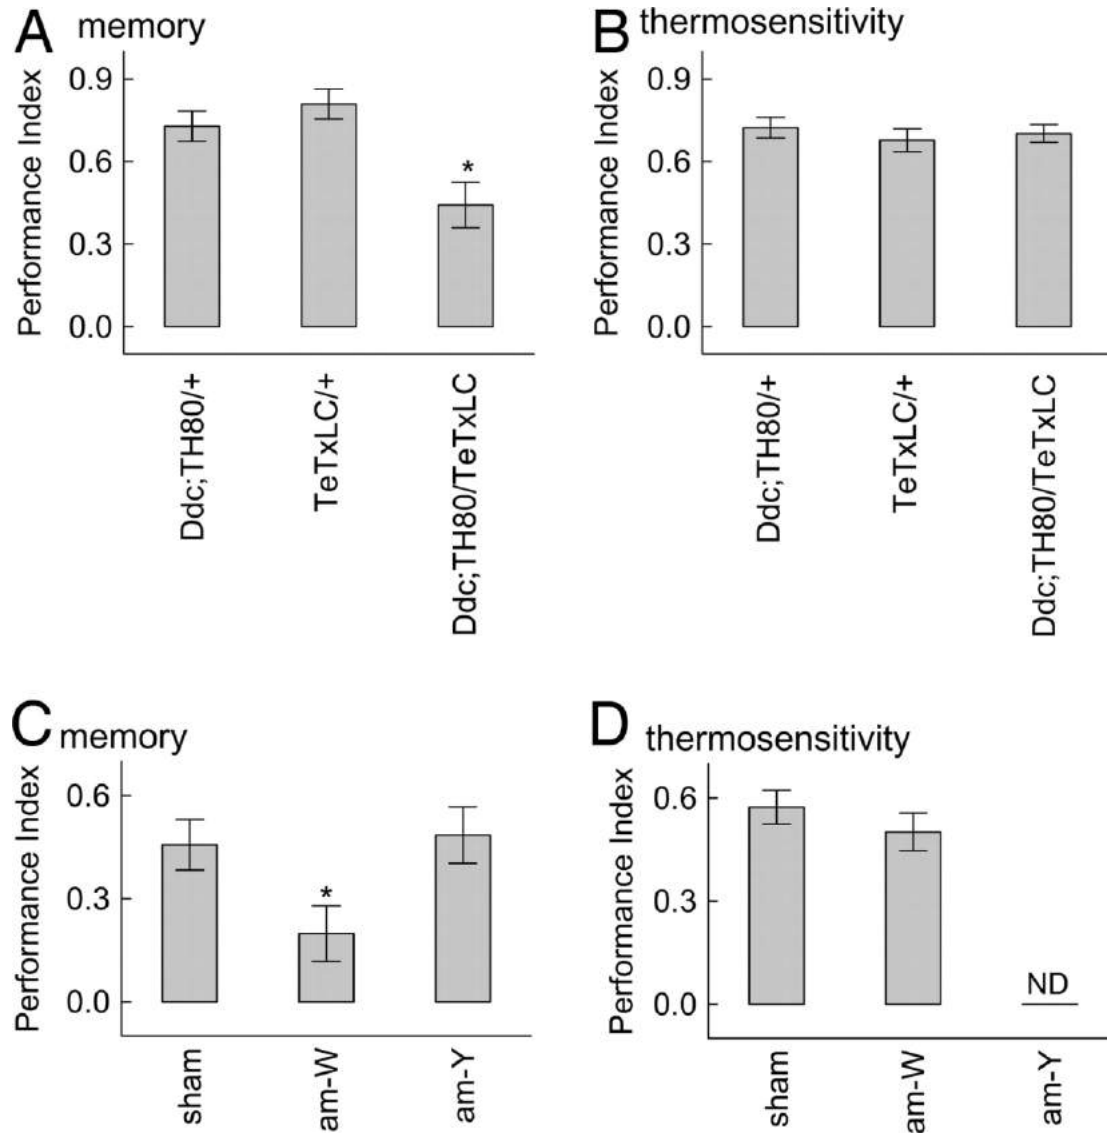 A memory
Performance Index
0.9
0.6
0.3
0.0
*
Ddc;TH80/+
TeTxLC/+
Ddc;TH80/TeTxLC
B thermosensitivity
Performance Index
0.9
0.6
0.3
0.0
Ddc;TH80/+
TeTxLC/+
Ddc;TH80/TeTxLC
C memory
Performance Index
0.6
0.3
0.0
*
sham
am-W
am-Y
D thermosensitivity
Performance Index
0.6
0.3
0.0
ND
sham
am-W
am-Y